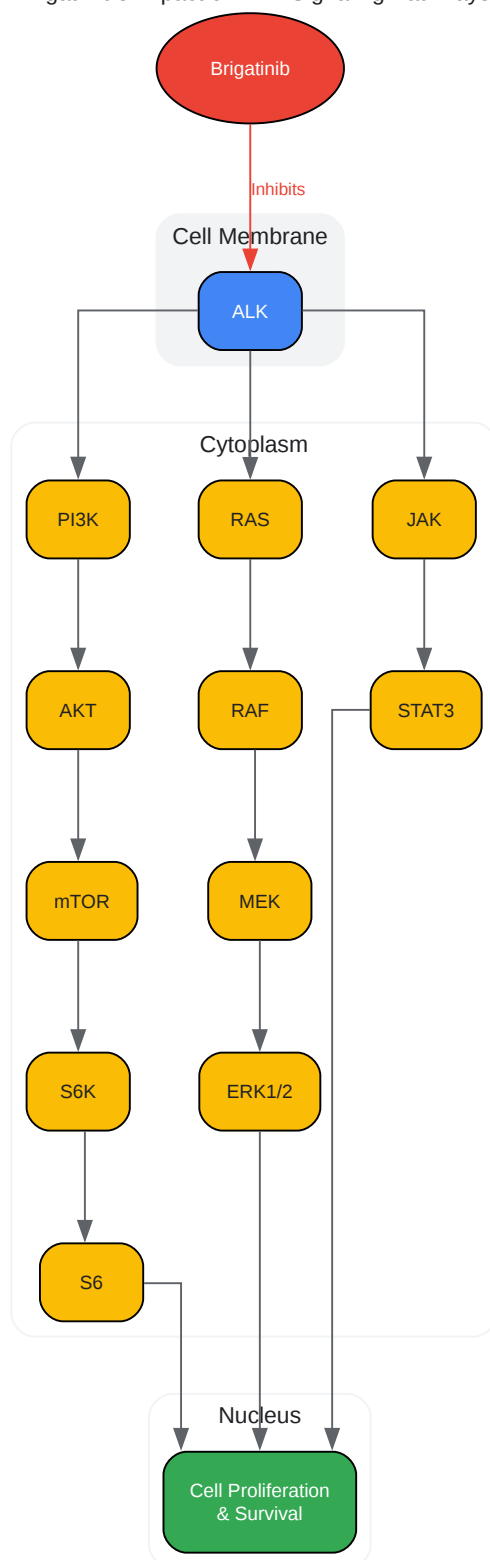 Brigatinib
Inhibits
Cell Membrane
ALK
Cytoplasm
PI3K
RAS
JAK
AKT
RAF
STAT3
mTOR
MEK
S6K
ERK1/2
S6
Nucleus
Cell Proliferation
& Survival